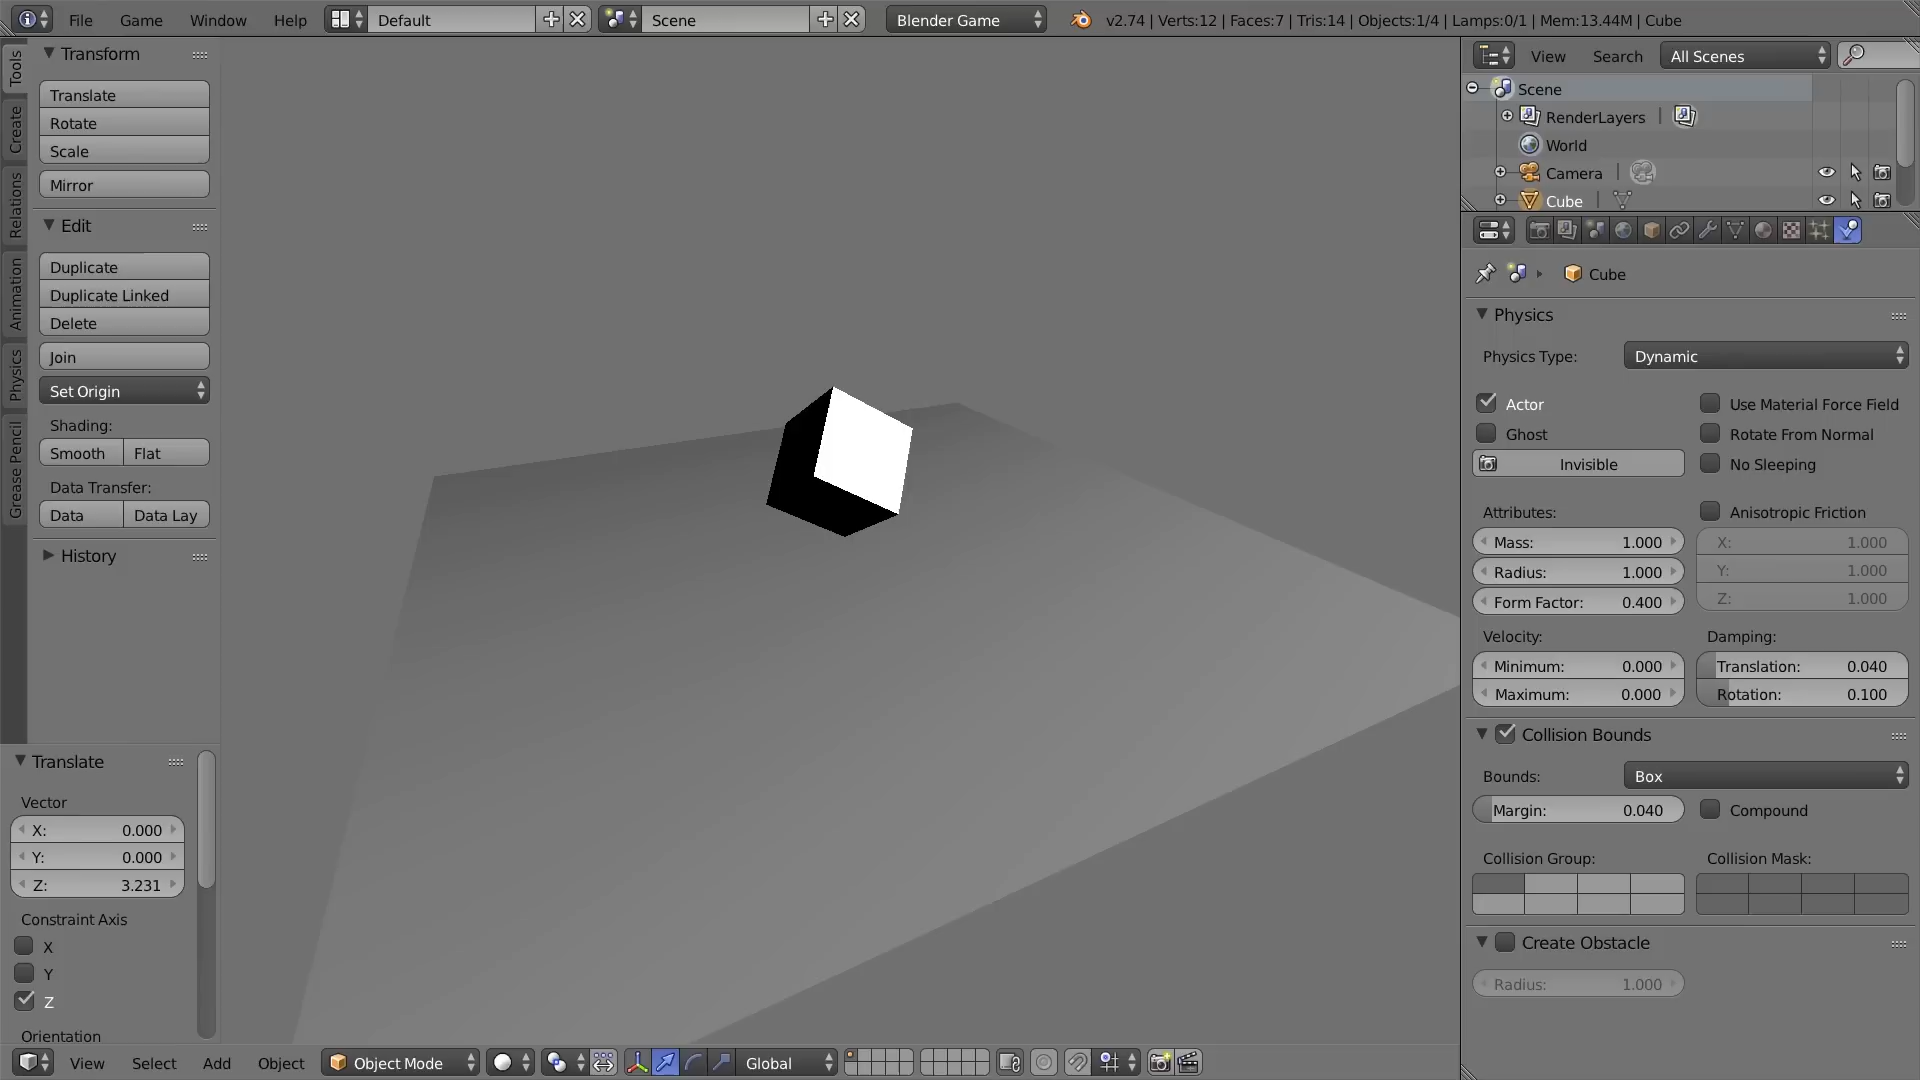 File Game Window Help Default Scene Blender Game v2.74 | Verts:12 | Faces:7 | Tris:14 | Objects:1/4 | Lamps:0/1 | Mem:13.44M | Cube
Tools
Create
Relations
Animation
Physics
Grease Pencil
Transform
Translate
Rotate
Scale
Mirror
Edit
Duplicate
Duplicate Linked
Delete
Join
Set Origin
Shading:
Smooth Flat
Data Transfer:
Data Data Lay
History
Translate
Vector
X: 0.000
Y: 0.000
Z: 3.231
Constraint Axis
X
Y
Z
Orientation
View Select Add Object Object Mode Global
View Search All Scenes
Scene
RenderLayers |
World
Camera |
Cube |
Cube
Physics
Physics Type: Dynamic
Actor Use Material Force Field
Ghost Rotate From Normal
Invisible No Sleeping
Attributes: Anisotropic Friction
Mass: 1.000 X: 1.000
Radius: 1.000 Y: 1.000
Form Factor: 0.400 Z: 1.000
Velocity: Damping:
Minimum: 0.000 Translation: 0.040
Maximum: 0.000 Rotation: 0.100
Collision Bounds
Bounds: Box
Margin: 0.040 Compound
Collision Group: Collision Mask:
Create Obstacle
Radius: 1.000